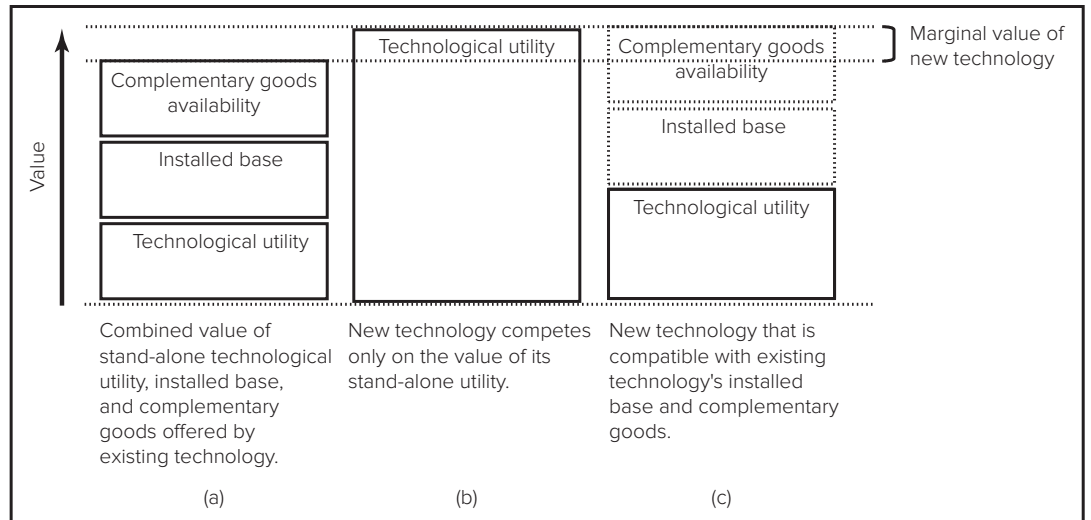 Value
Complementary goods
availability
Installed base
Technological utility
Technological utility
Complementary goods
availability
Installed base
Technological utility
Marginal value of
new technology
Combined value of
stand-alone technological
utility, installed base,
and complementary
goods offered by
existing technology.
(a)
New technology competes
only on the value of its
stand-alone utility.
(b)
New technology that is
compatible with existing
technology's installed
base and complementary
goods.
(c)